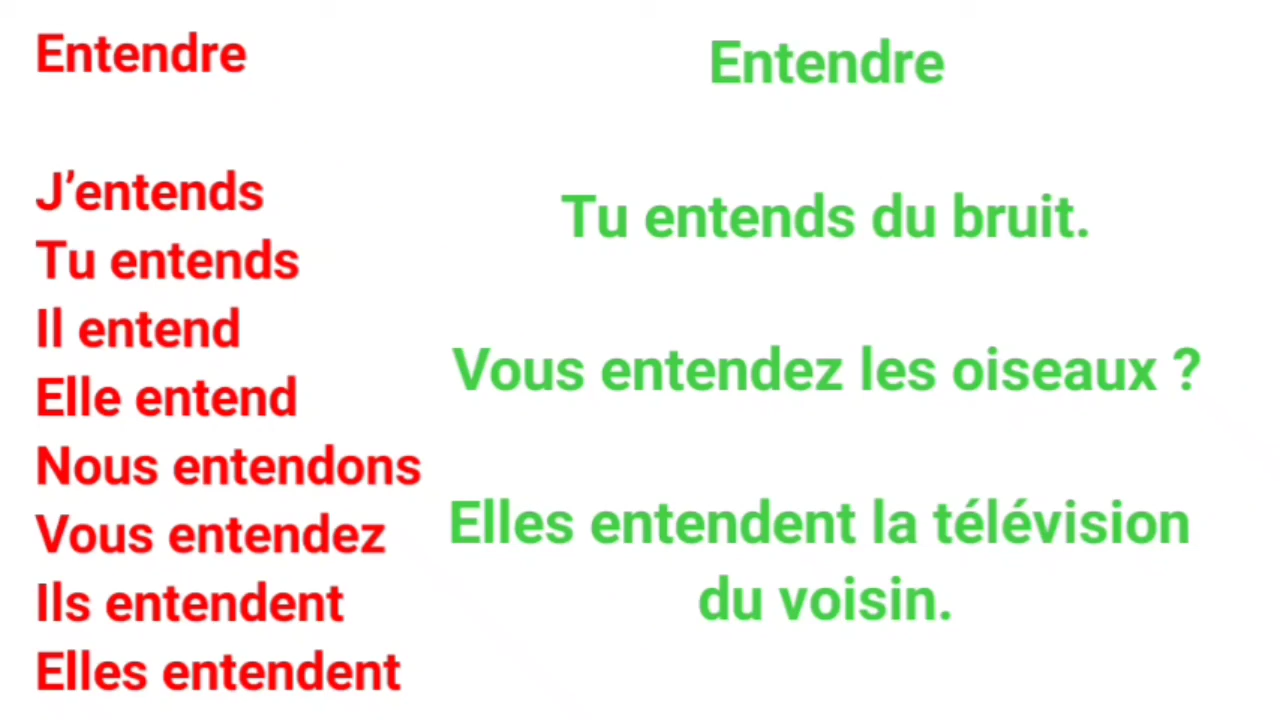 Entendre
J’entends
Tu entends
Il entend
Elle entend
Nous entendons
Vous entendez
Ils entendent
Elles entendent
Entendre
Tu entends du bruit.
Vous entendez les oiseaux ?
Elles entendent la télévision
du voisin.